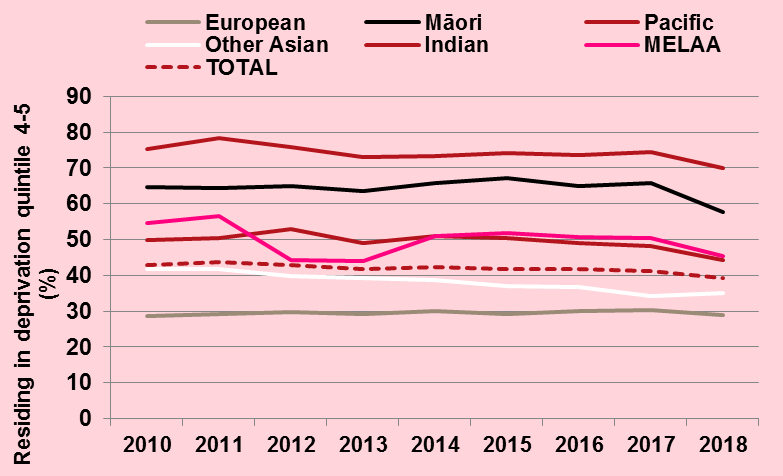 European Māori Pacific
Other Asian Indian MELAA
TOTAL
Residing in deprivation quintile 4-5
(%)
90
80
70
60
50
40
30
20
10
0
2010 2011 2012 2013 2014 2015 2016 2017 2018